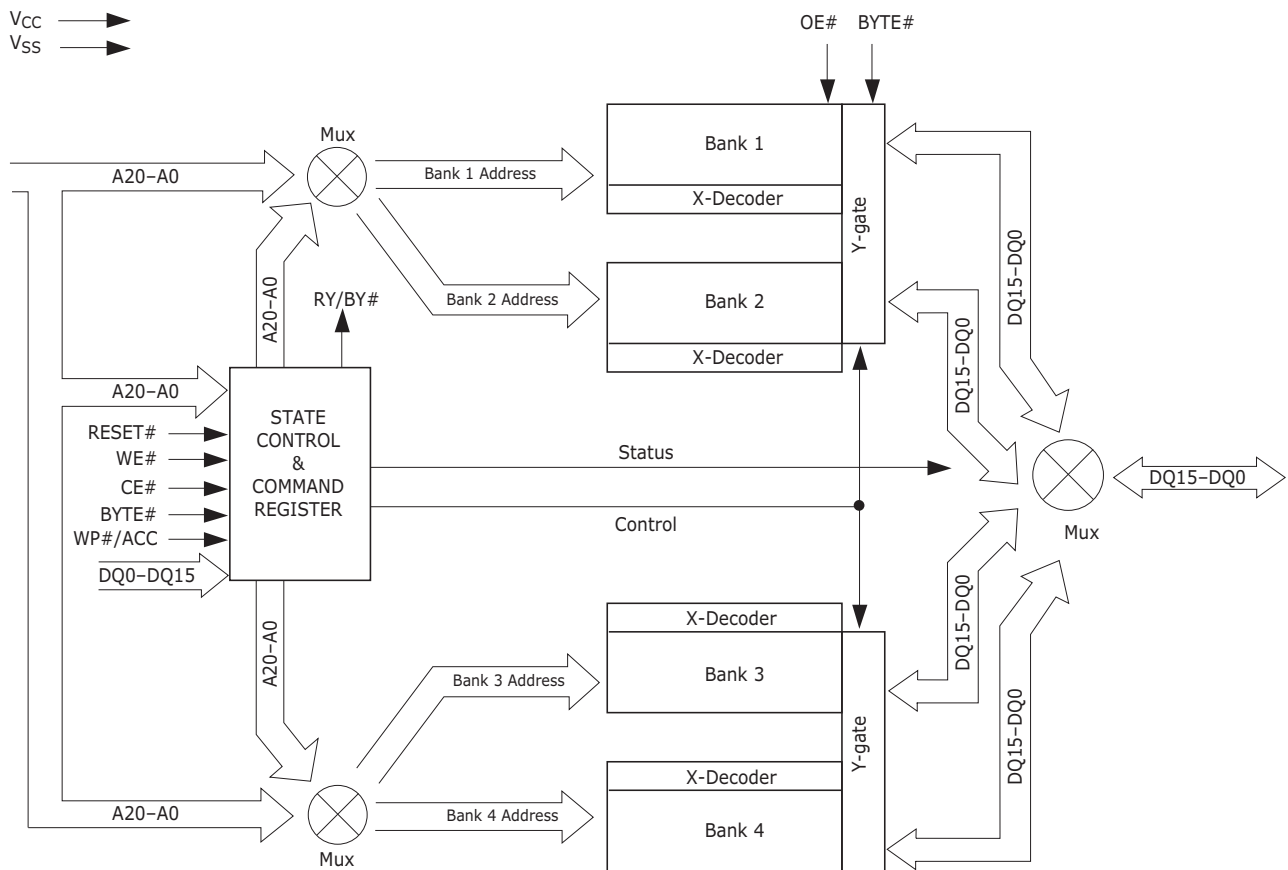 VCC
VSS
OE# BYTE#
Mux
Bank 1
A20–A0
Bank 1 Address
X-Decoder
Y-gate
DQ15–DQ0
A20–A0
RY/BY#
Bank 2 Address
Bank 2
X-Decoder
DQ15–DQ0
A20–A0
RESET#
WE#
CE#
BYTE#
WP#/ACC
DQ0–DQ15
STATE
CONTROL
&
COMMAND
REGISTER
Status
Control
DQ15–DQ0
Mux
A20–A0
X-Decoder
Bank 3
Bank 3 Address
Y-gate
DQ15–DQ0
DQ15–DQ0
X-Decoder
A20–A0
Bank 4 Address
Bank 4
Mux